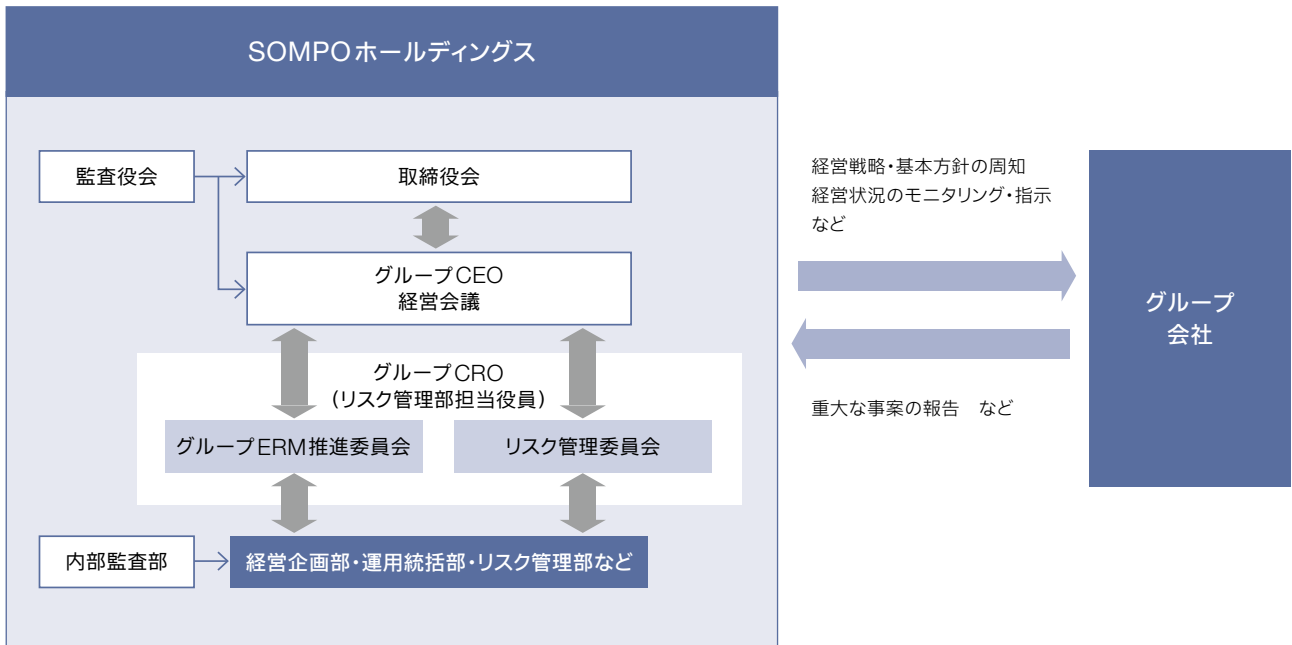 SOMPOホールディングス
監査役会
取締役会
グループCEO
経営会議
グループCRO
(リスク管理部担当役員)
グループERM推進委員会
リスク管理委員会
内部監査部
経営企画部・運用統括部・リスク管理部など
経営戦略・基本方針の周知
経営状況のモニタリング・指示
など
重大な事案の報告　など
グループ
会社